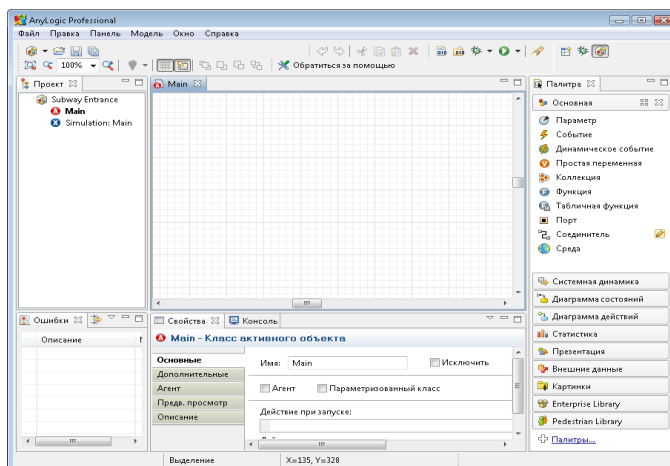 AnyLogic Professional
Файл Правка Панель Модель Окно Справка
100% Обратиться за помощью
Проект
Subway Entrance
Main
Simulation: Main
Main
Палитра
Основная
Параметр
Событие
Динамическое событие
Простая переменная
Коллекция
Функция
Табличная функция
Порт
Соединитель
Среда
Системная динамика
Диаграмма состояний
Диаграмма действий
Статистика
Презентация
Внешние данные
Картинки
Enterprise Library
Pedestrian Library
Палитры...
Ошибки
Описание
Свойства Консоль
Main - Класс активного объекта
Основные
Дополнительные
Агент
Предв. просмотр
Описание
Имя: Main Исключить
Агент Параметризованный класс
Действие при запуске:
Выделение X=135, Y=328